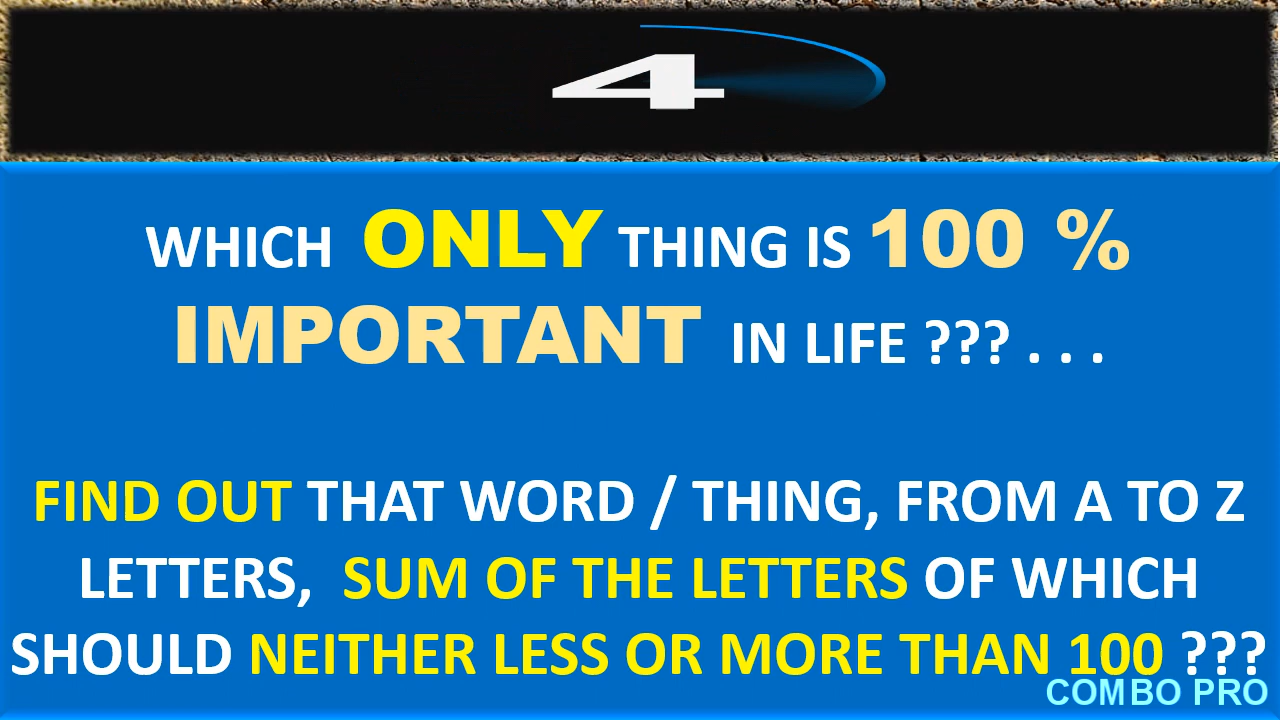 4
WHICH ONLY THING IS 100 %
IMPORTANT IN LIFE ??? . . .
FIND OUT THAT WORD / THING, FROM A TO Z
LETTERS, SUM OF THE LETTERS OF WHICH
SHOULD NEITHER LESS OR MORE THAN 100 ???
COMBO PRO